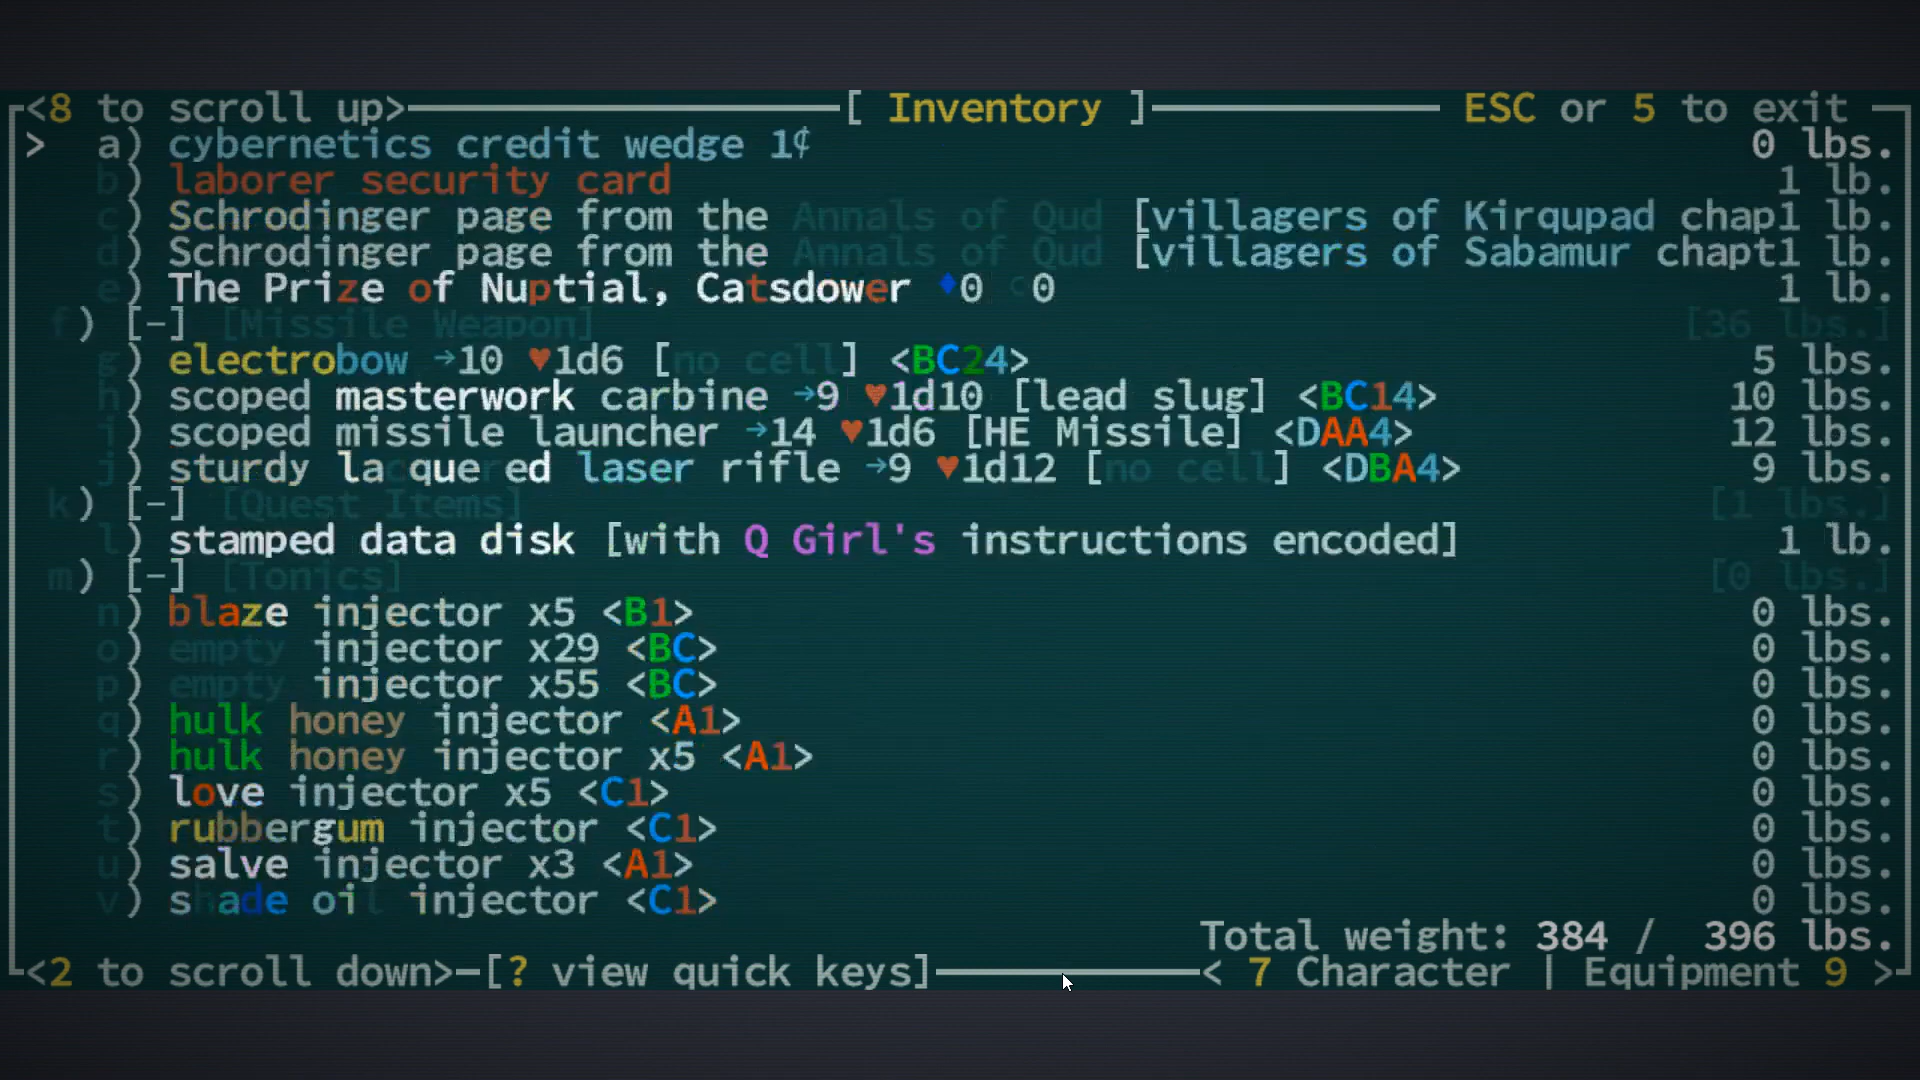 <8 to scroll up> [ Inventory ] ESC or 5 to exit
> a) cybernetics credit wedge 1¢ 0 lbs.
b) laborer security card 1 lb.
c) Schrodinger page from the Annals of Qud [villagers of Kirqupad chap1 lb.
d) Schrodinger page from the Annals of Qud [villagers of Sabamur chapt1 lb.
e) The Prize of Nuptial, Catsdower ♦0 0 1 lb.
f) [-] [Missile Weapon] [36 lbs.]
g) electrobow →10 ♥1d6 [no cell] <BC24> 5 lbs.
h) scoped masterwork carbine →9 ♥1d10 [lead slug] <BC14> 10 lbs.
i) scoped missile launcher →14 ♥1d6 [HE Missile] <DAA4> 12 lbs.
j) sturdy lacquered laser rifle →9 ♥1d12 [no cell] <DBA4> 9 lbs.
k) [-] [Quest Items] [1 lbs.]
l) stamped data disk [with Q Girl's instructions encoded] 1 lb.
m) [-] [Tonics] [0 lbs.]
n) blaze injector x5 <B1> 0 lbs.
o) empty injector x29 <BC> 0 lbs.
p) empty injector x55 <BC> 0 lbs.
q) hulk honey injector <A1> 0 lbs.
r) hulk honey injector x5 <A1> 0 lbs.
s) love injector x5 <C1> 0 lbs.
t) rubbergum injector <C1> 0 lbs.
u) salve injector x3 <A1> 0 lbs.
v) shade oil injector <C1> 0 lbs.
Total weight: 384 / 396 lbs.
<2 to scroll down> [? view quick keys] < 7 Character | Equipment 9 >